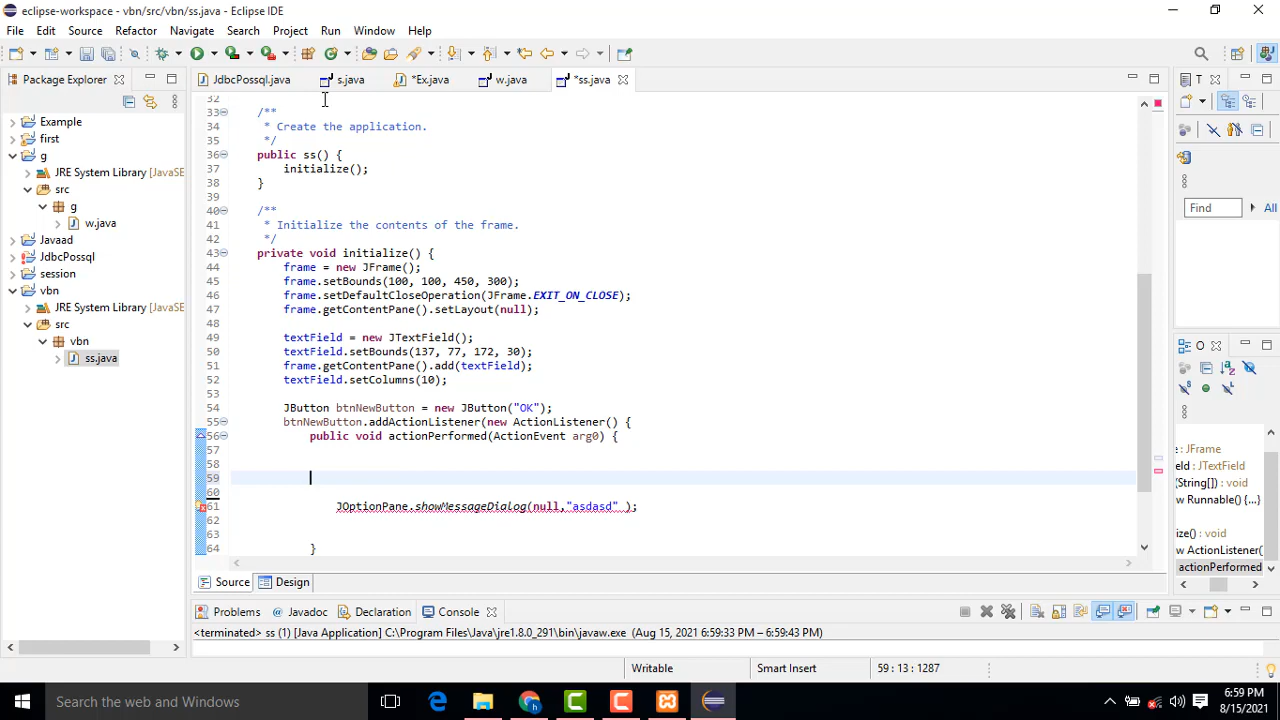 eclipse-workspace - vbn/src/vbn/ss.java - Eclipse IDE
File Edit Source Refactor Navigate Search Project Run Window Help
Package Explorer
JdbcPossql.java s.java *Ex.java w.java *ss.java
T
Example
first
g
JRE System Library [JavaSE
src
g
w.java
Javaad
JdbcPossql
session
vbn
JRE System Library [JavaSE
src
vbn
ss.java
32
33 /**
34 * Create the application.
35 */
36 public ss() {
37 initialize();
38 }
39
40 /**
41 * Initialize the contents of the frame.
42 */
43 private void initialize() {
44 frame = new JFrame();
45 frame.setBounds(100, 100, 450, 300);
46 frame.setDefaultCloseOperation(JFrame.EXIT_ON_CLOSE);
47 frame.getContentPane().setLayout(null);
48
49 textField = new JTextField();
50 textField.setBounds(137, 77, 172, 30);
51 frame.getContentPane().add(textField);
52 textField.setColumns(10);
53
54 JButton btnNewButton = new JButton("OK");
55 btnNewButton.addActionListener(new ActionListener() {
56 public void actionPerformed(ActionEvent arg0) {
57
58
59
60
61 JOptionPane.showMessageDialog(null,"asdasd" );
62
63
64 }
Find All
O
e : JFrame
eld : JTextField
(String[]) : void
w Runnable() {...}
ize() : void
w ActionListener()
actionPerformed
Source Design
Problems Javadoc Declaration Console
<terminated> ss (1) [Java Application] C:\Program Files\Java\jre1.8.0_291\bin\javaw.exe (Aug 15, 2021 6:59:33 PM – 6:59:43 PM)
Writable Smart Insert 59 : 13 : 1287
Search the web and Windows
6:59 PM
8/15/2021